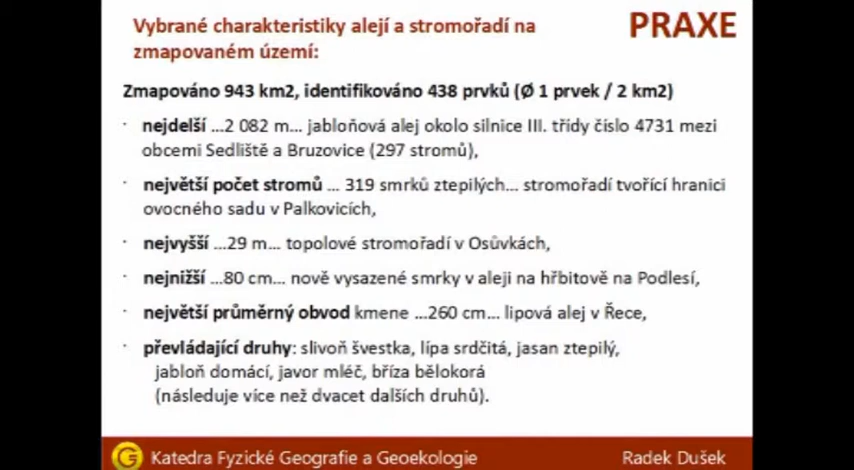 Vybrané charakteristiky alejí a stromořadí na
zmapovaném území:
PRAXE
Zmapováno 943 km2, identifikováno 438 prvků (Ø 1 prvek / 2 km2)
· nejdelší ...2 082 m... jabloňová alej okolo silnice III. třídy číslo 4731 mezi
obcemi Sedliště a Bruzovice (297 stromů),
· největší počet stromů ... 319 smrků ztepilých... stromořadí tvořící hranici
ovocného sadu v Palkovicích,
· nejvyšší ...29 m... topolové stromořadí v Osůvkách,
· nejnižší ...80 cm... nově vysazené smrky v aleji na hřbitově na Podlesí,
· největší průměrný obvod kmene ...260 cm... lipová alej v Řece,
· převládající druhy: slivoň švestka, lípa srdčitá, jasan ztepilý,
jabloň domácí, javor mléč, bříza bělokorá
(následuje více než dvacet dalších druhů).
Katedra Fyzické Geografie a Geoekologie
Radek Dušek